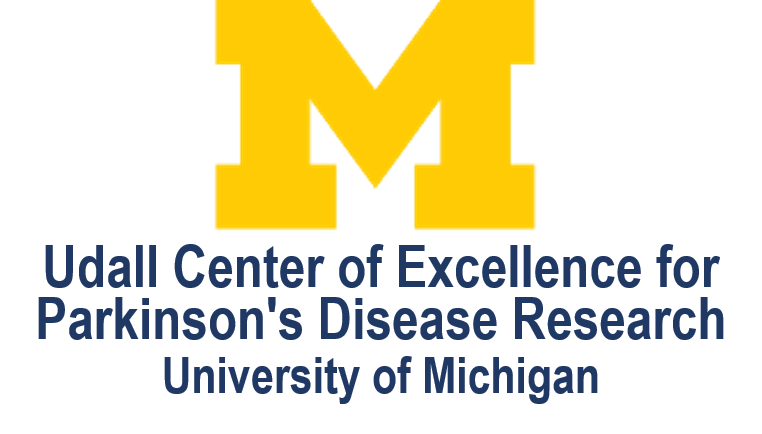 M
Udall Center of Excellence for
Parkinson's Disease Research
University of Michigan